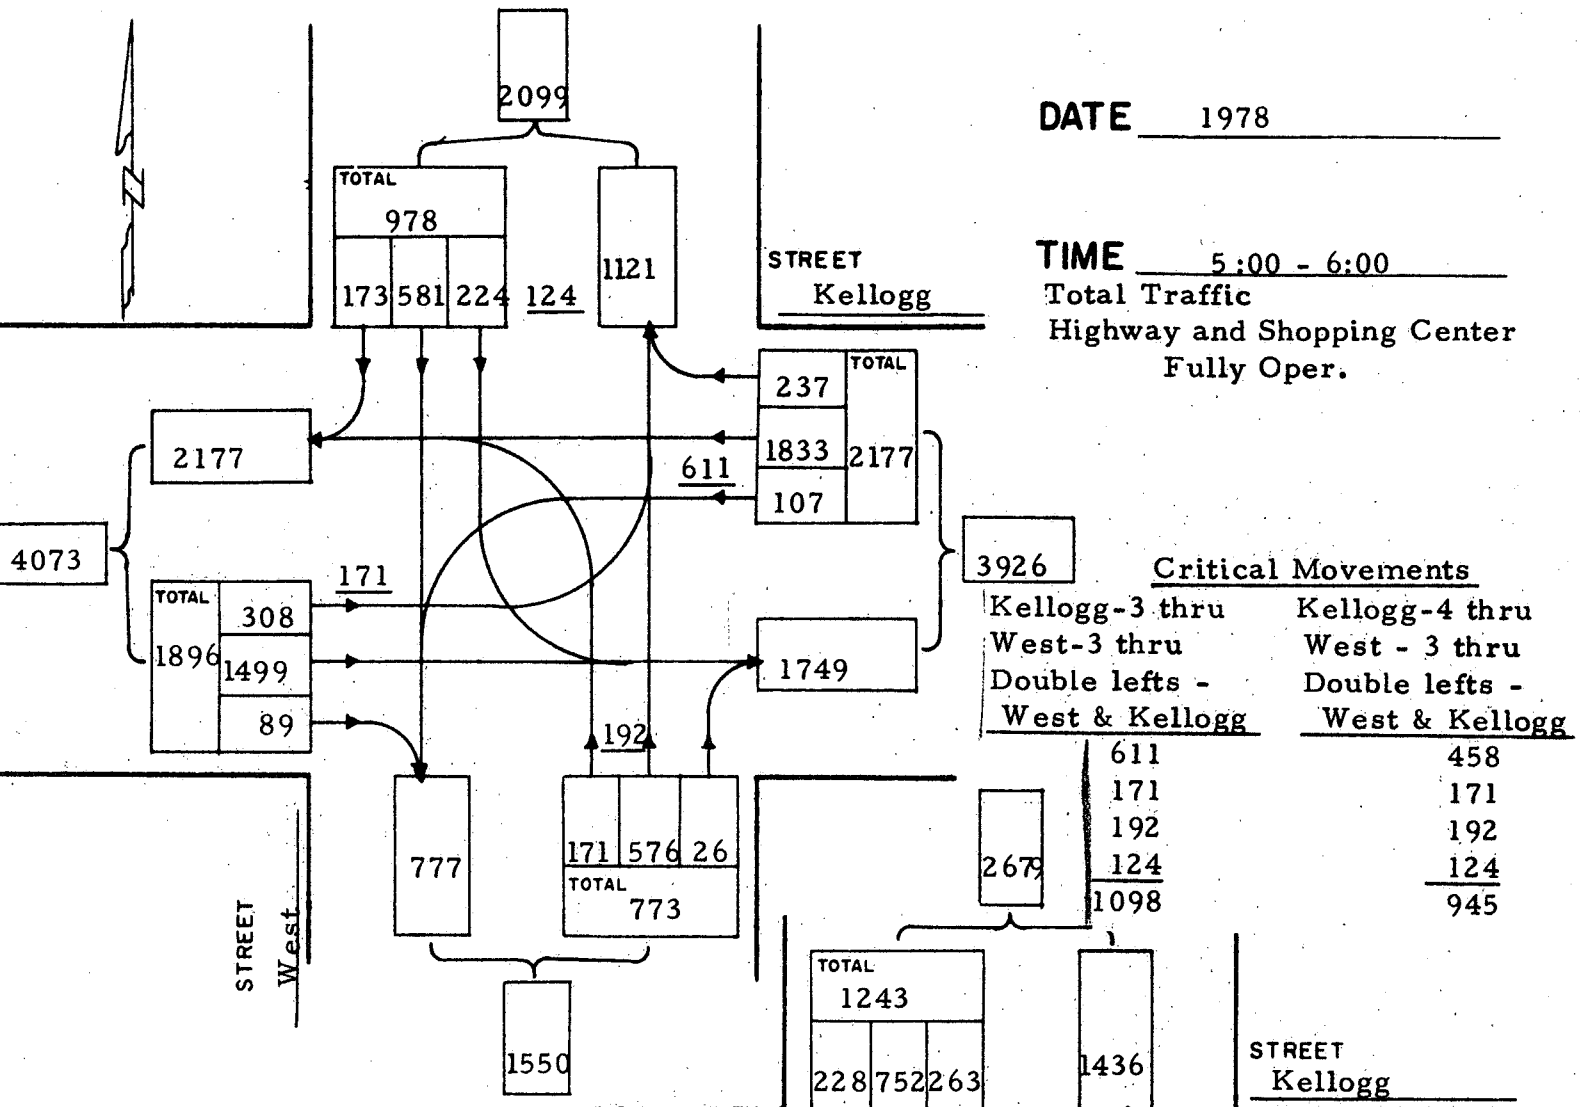 2099
DATE 1978
TOTAL
978
173 581 224 124
1121
STREET
Kellogg
TIME 5:00 - 6:00
Total Traffic
Highway and Shopping Center
Fully Oper.
N
237 TOTAL
1833 2177
107
611
2177
4073
171
TOTAL 308
1896 1499
89
3926
1749
192
777
171 576 26
TOTAL
773
1550
STREET
West
Critical Movements
Kellogg-3 thru
West-3 thru
Double lefts -
West & Kellogg
611
171
192
124
1098
Kellogg-4 thru
West - 3 thru
Double lefts -
West & Kellogg
458
171
192
124
945
2679
TOTAL
1243
228 752 263
1436
STREET
Kellogg